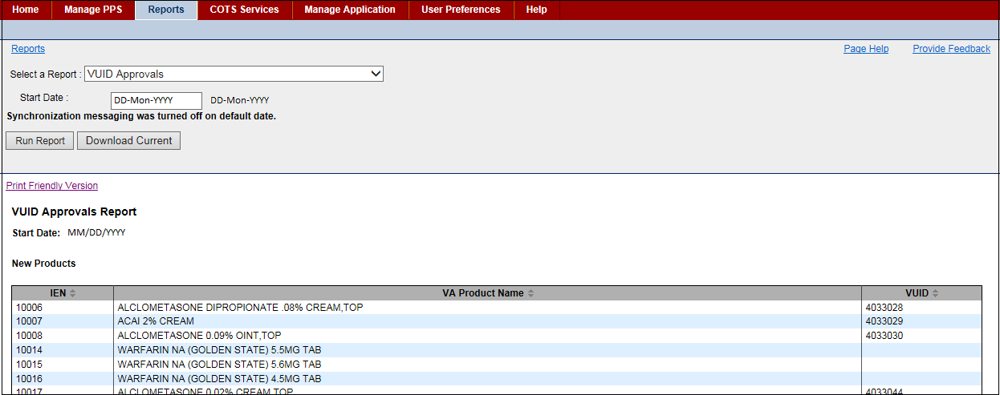 Home Manage PPS Reports COTS Services Manage Application User Preferences Help
Reports Page Help Provide Feedback
Select a Report : VUID Approvals
Start Date : DD-Mon-YYYY DD-Mon-YYYY
Synchronization messaging was turned off on default date.
Run Report Download Current
Print Friendly Version
VUID Approvals Report
Start Date: MM/DD/YYYY
New Products
IEN VA Product Name VUID
10006 ALCLOMETASONE DIPROPIONATE .08% CREAM,TOP 4033028
10007 ACAI 2% CREAM 4033029
10008 ALCLOMETASONE 0.09% OINT,TOP 4033030
10014 WARFARIN NA (GOLDEN STATE) 5.5MG TAB
10015 WARFARIN NA (GOLDEN STATE) 5.6MG TAB
10016 WARFARIN NA (GOLDEN STATE) 4.5MG TAB
10017 ALCLOMETASONE 0.02% CREAM,TOP 4033044